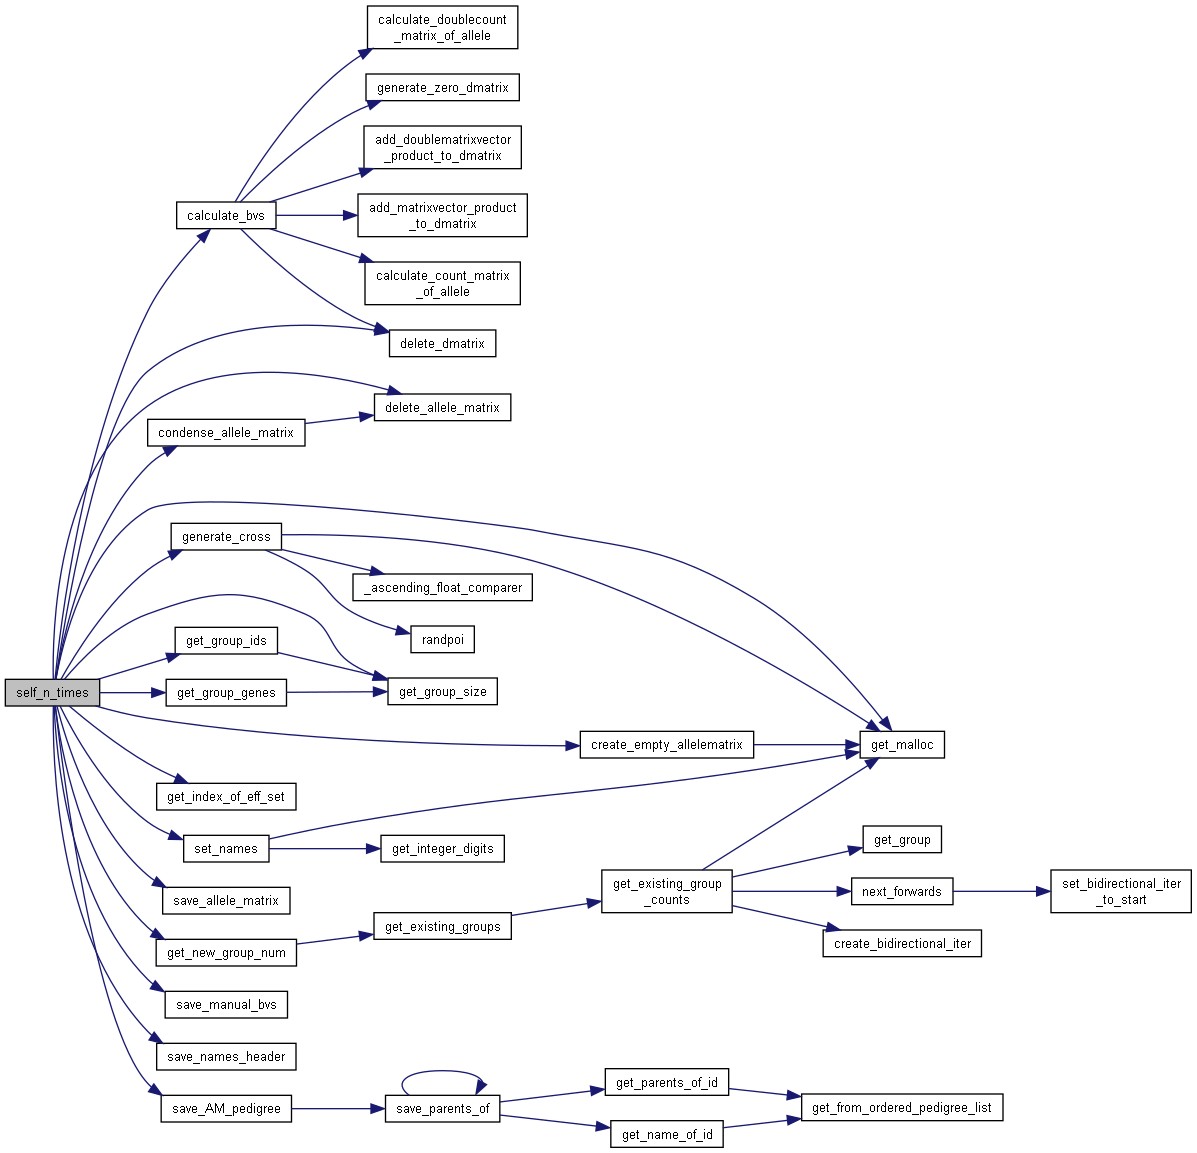 calculate_doublecount
_matrix_of_allele
generate_zero_dmatrix
add_doublematrixvector
_product_to_dmatrix
calculate_bvs
add_matrixvector_product
_to_dmatrix
calculate_count_matrix
_of_allele
delete_dmatrix
delete_allele_matrix
condense_allele_matrix
generate_cross
_ascending_float_comparer
randpoi
get_group_ids
self_n_times
get_group_genes
get_group_size
create_empty_allelematrix
get_malloc
get_index_of_eff_set
set_names
get_integer_digits
get_group
get_existing_group
_counts
next_forwards
set_bidirectional_iter
_to_start
save_allele_matrix
get_existing_groups
create_bidirectional_iter
get_new_group_num
save_manual_bvs
save_names_header
get_parents_of_id
save_AM_pedigree
save_parents_of
get_from_ordered_pedigree_list
get_name_of_id